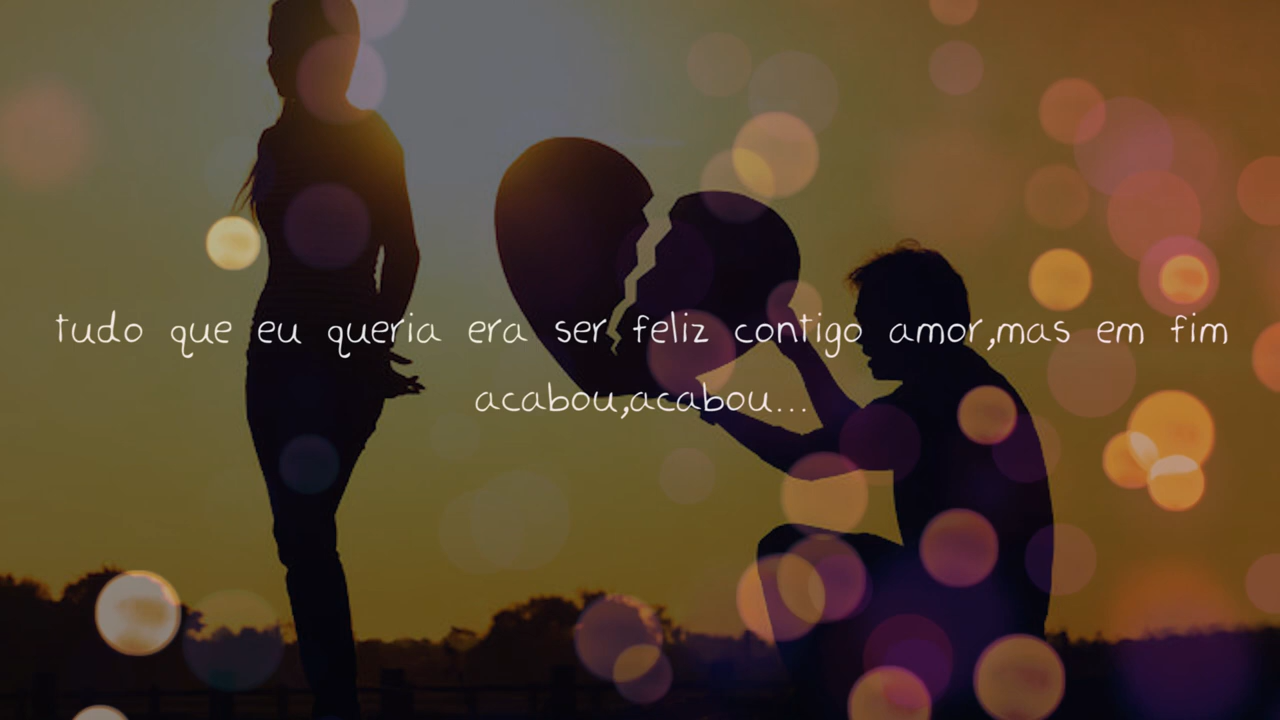 tudo que eu queria era ser feliz contigo amor,mas em fim
acabou,acabou...